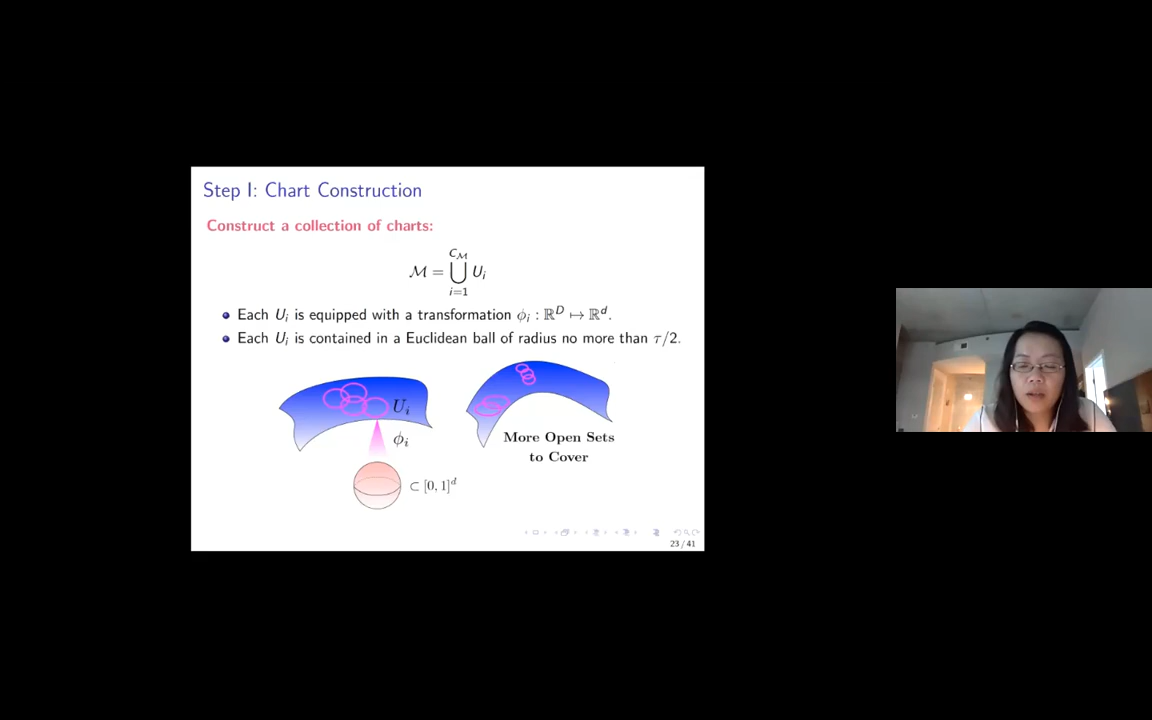 Step I: Chart Construction
Construct a collection of charts:
C_M
M = ⋃ U_i
i=1
Each U_i is equipped with a transformation ϕ_i : ℝ^D ↦ ℝ^d.
Each U_i is contained in a Euclidean ball of radius no more than τ/2.
U_i
ϕ_i
⊂ [0, 1]^d
More Open Sets
to Cover
23 / 41